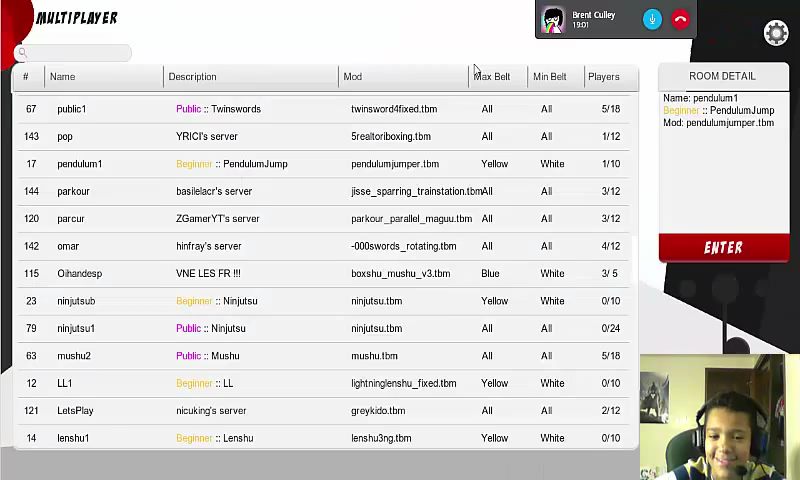 MULTIPLAYER
Brent Culley
19:01
# Name Description Mod Max Belt Min Belt Players
67 public1 Public :: Twinswords twinsword4fixed.tbm All All 5/18
143 pop YRICI's server 5realtoriboxing.tbm All All 1/12
17 pendulum1 Beginner :: PendulumJump pendulumjumper.tbm Yellow White 1/10
144 parkour basilelacr's server jisse_sparring_trainstation.tbm All All 3/12
120 parcur ZGamerYT's server parkour_parallel_maguu.tbm All All 3/12
142 omar hinfray's server -000swords_rotating.tbm All All 4/12
115 Oihandesp VNE LES FR !!! boxshu_mushu_v3.tbm Blue White 3/ 5
23 ninjutsub Beginner :: Ninjutsu ninjutsu.tbm Yellow White 0/10
79 ninjutsu1 Public :: Ninjutsu ninjutsu.tbm All All 0/24
63 mushu2 Public :: Mushu mushu.tbm All All 5/18
12 LL1 Beginner :: LL lightninglenshu_fixed.tbm Yellow White 0/10
121 LetsPlay nicuking's server greykido.tbm All All 2/12
14 lenshu1 Beginner :: Lenshu lenshu3ng.tbm Yellow White 0/10
ROOM DETAIL
Name: pendulum1
Beginner :: PendulumJump
Mod: pendulumjumper.tbm
ENTER